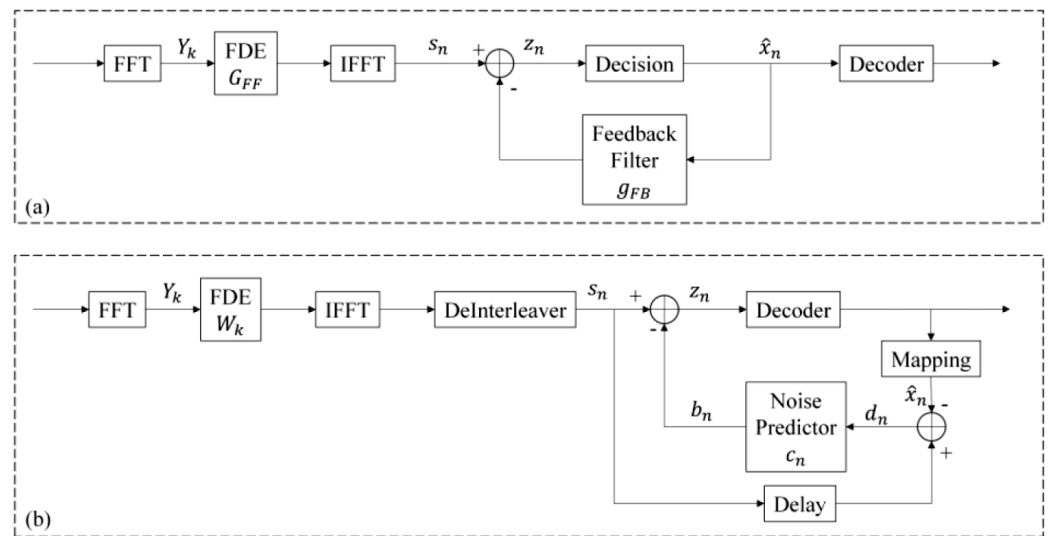 FFT
Y_k
FDE
G_FF
IFFT
s_n
+
-
z_n
Decision
x̂_n
Decoder
Feedback
Filter
g_FB
(a)
FFT
Y_k
FDE
W_k
IFFT
DeInterleaver
s_n
+
-
z_n
Decoder
Mapping
x̂_n
-
+
d_n
Noise
Predictor
c_n
b_n
Delay
(b)